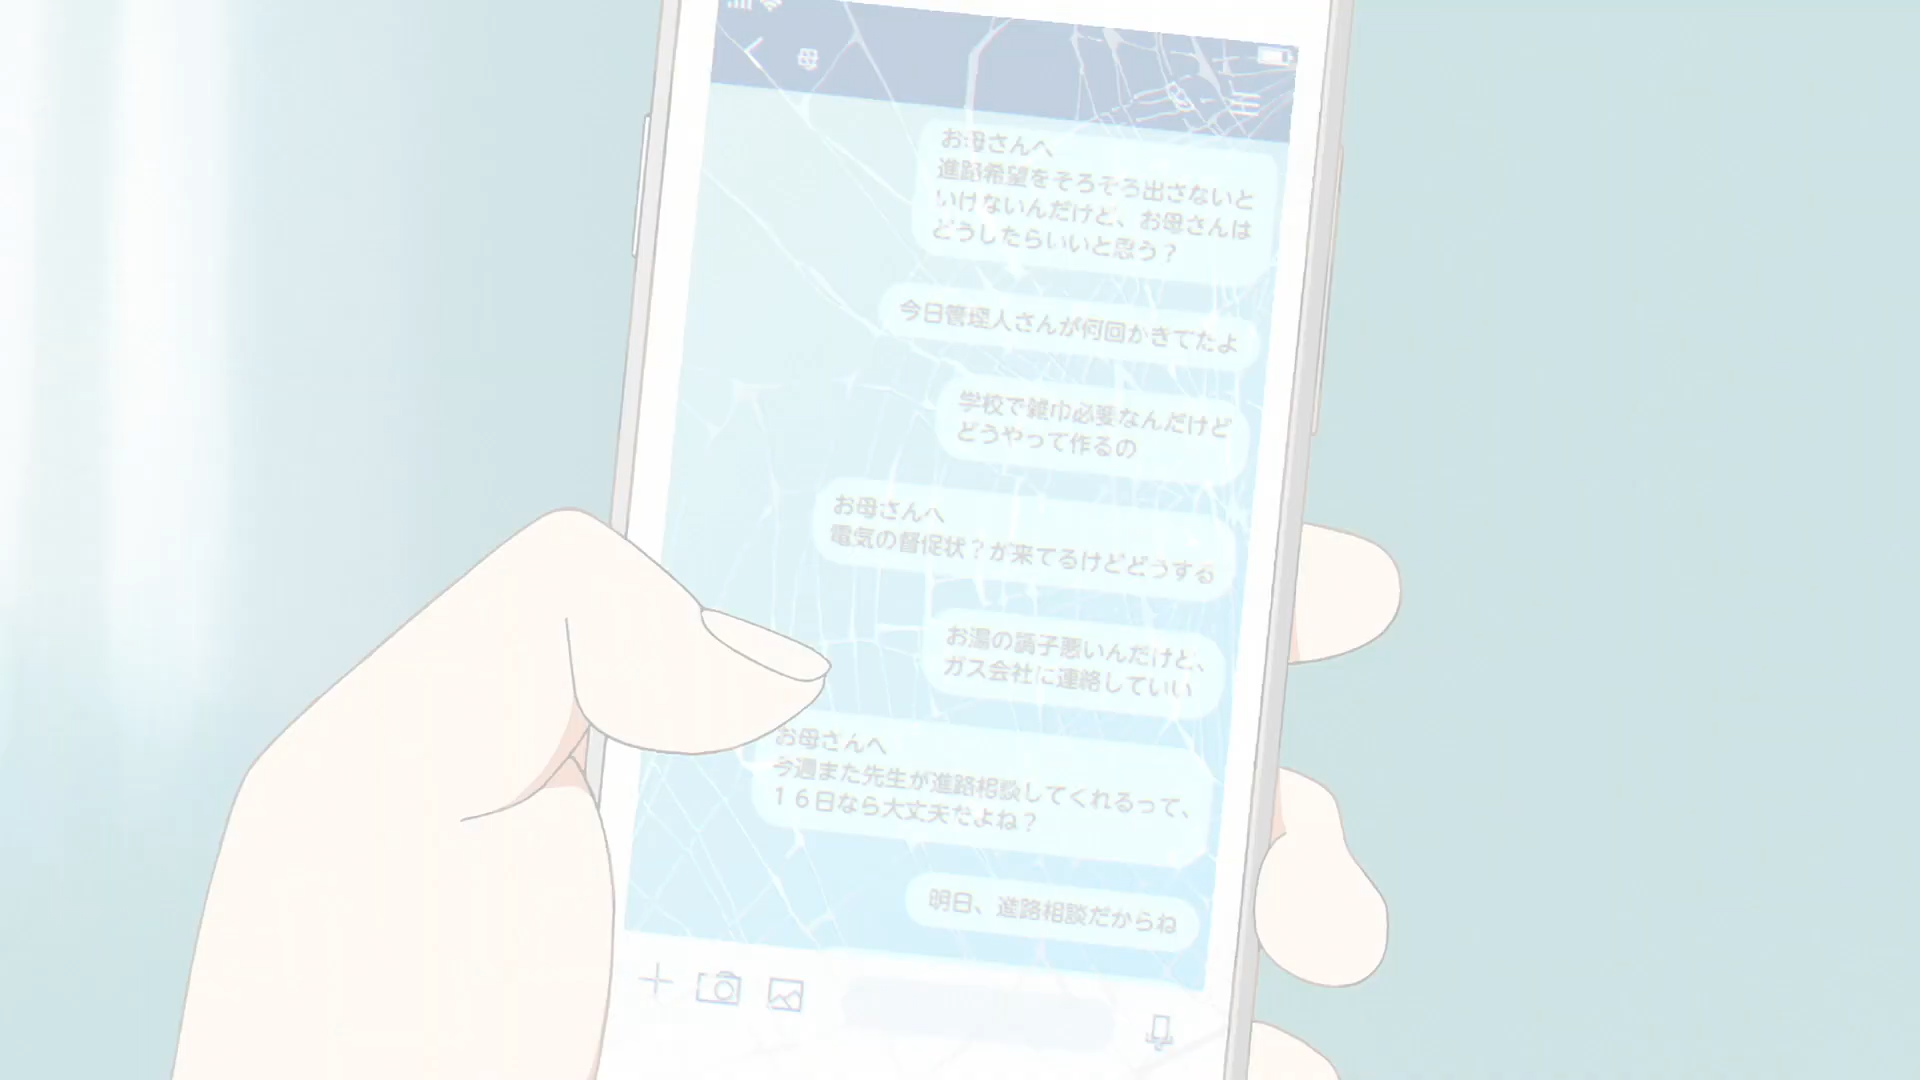 母
お母さんへ
進路希望をそろそろ出さないと
いけないんだけど、お母さんは
どうしたらいいと思う？
今日管理人さんが何回かきてたよ
学校で雑巾必要なんだけど
どうやって作るの
お母さんへ
電気の督促状？が来てるけどどうする
お湯の調子悪いんだけど、
ガス会社に連絡していい
お母さんへ
今週また先生が進路相談してくれるって、
１６日なら大丈夫だよね？
明日、進路相談だからね